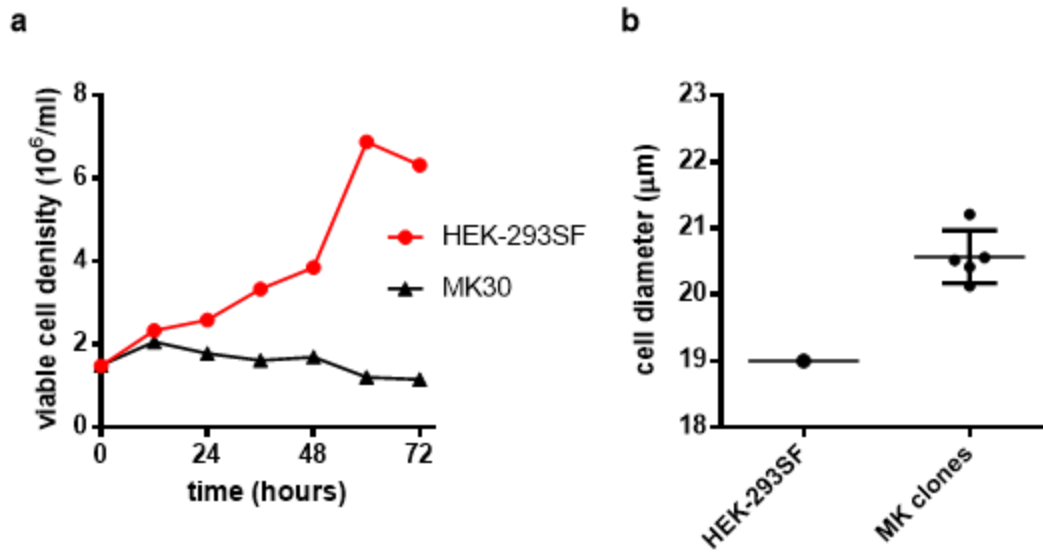 a
viable cell denisity (10⁶/ml)
8
6
4
2
0
0 24 48 72
time (hours)
HEK-293SF
MK30
b
cell diameter (μm)
23
22
21
20
19
18
HEK-293SF
MK clones